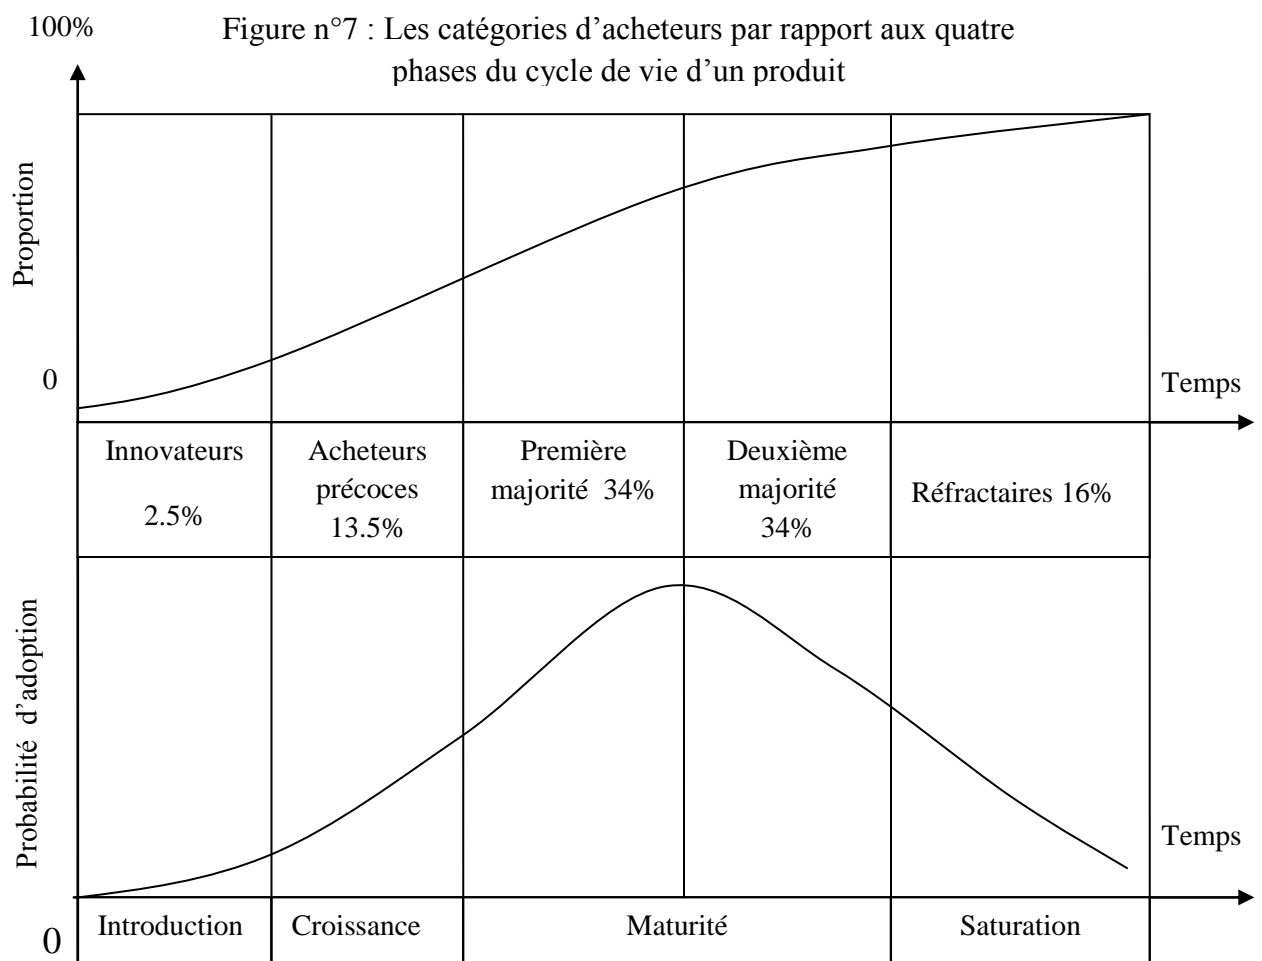 100%
Figure n°7 : Les catégories d’acheteurs par rapport aux quatre
phases du cycle de vie d’un produit
Proportion
0
Temps
Innovateurs
2.5%
Acheteurs
précoces
13.5%
Première
majorité 34%
Deuxième
majorité
34%
Réfractaires 16%
Probabilité d’adoption
Temps
0
Introduction
Croissance
Maturité
Saturation